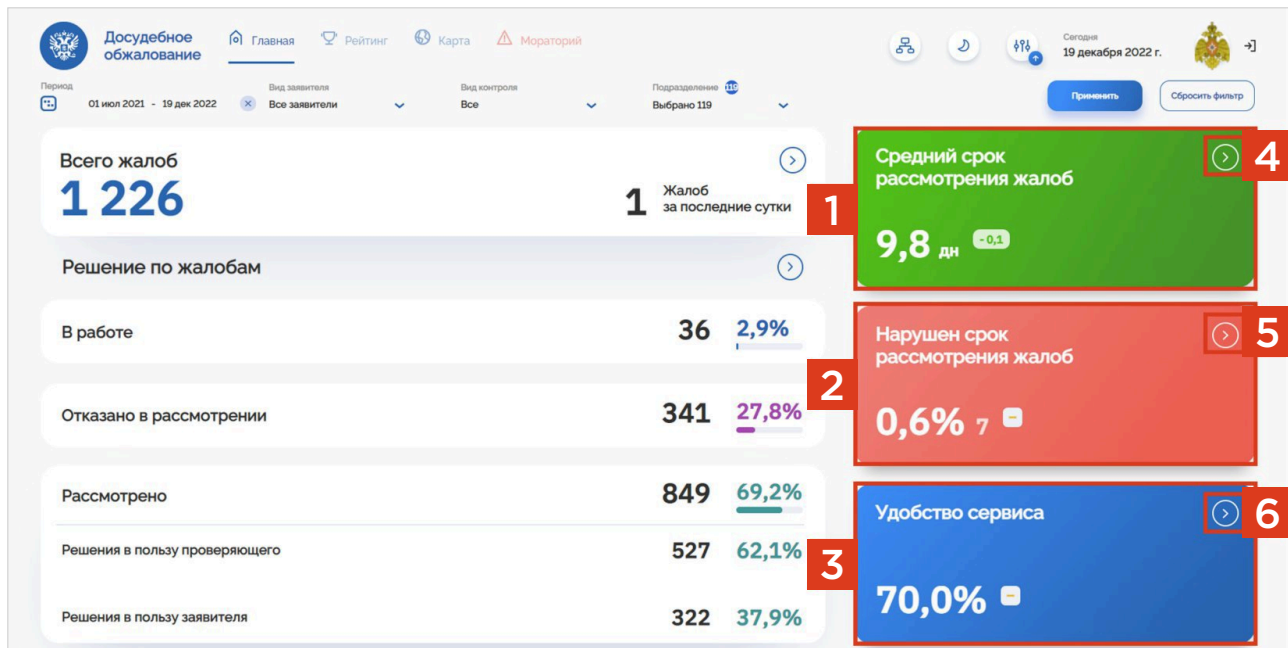 Досудебное
обжалование
Главная
Рейтинг
Карта
Мораторий
Сегодня
19 декабря 2022 г.
Период
01 июл 2021 - 19 дек 2022
Вид заявителя
Все заявители
Вид контроля
Все
Подразделение 119
Выбрано 119
Применить
Сбросить фильтр
Всего жалоб
1 226
1
Жалоб
за последние сутки
Решение по жалобам
В работе
36 2,9%
Отказано в рассмотрении
341 27,8%
Рассмотрено
849 69,2%
Решения в пользу проверяющего
527 62,1%
Решения в пользу заявителя
322 37,9%
1
Средний срок
рассмотрения жалоб
9,8 дн -0,1
4
2
Нарушен срок
рассмотрения жалоб
0,6% 7 –
5
3
Удобство сервиса
70,0% –
6